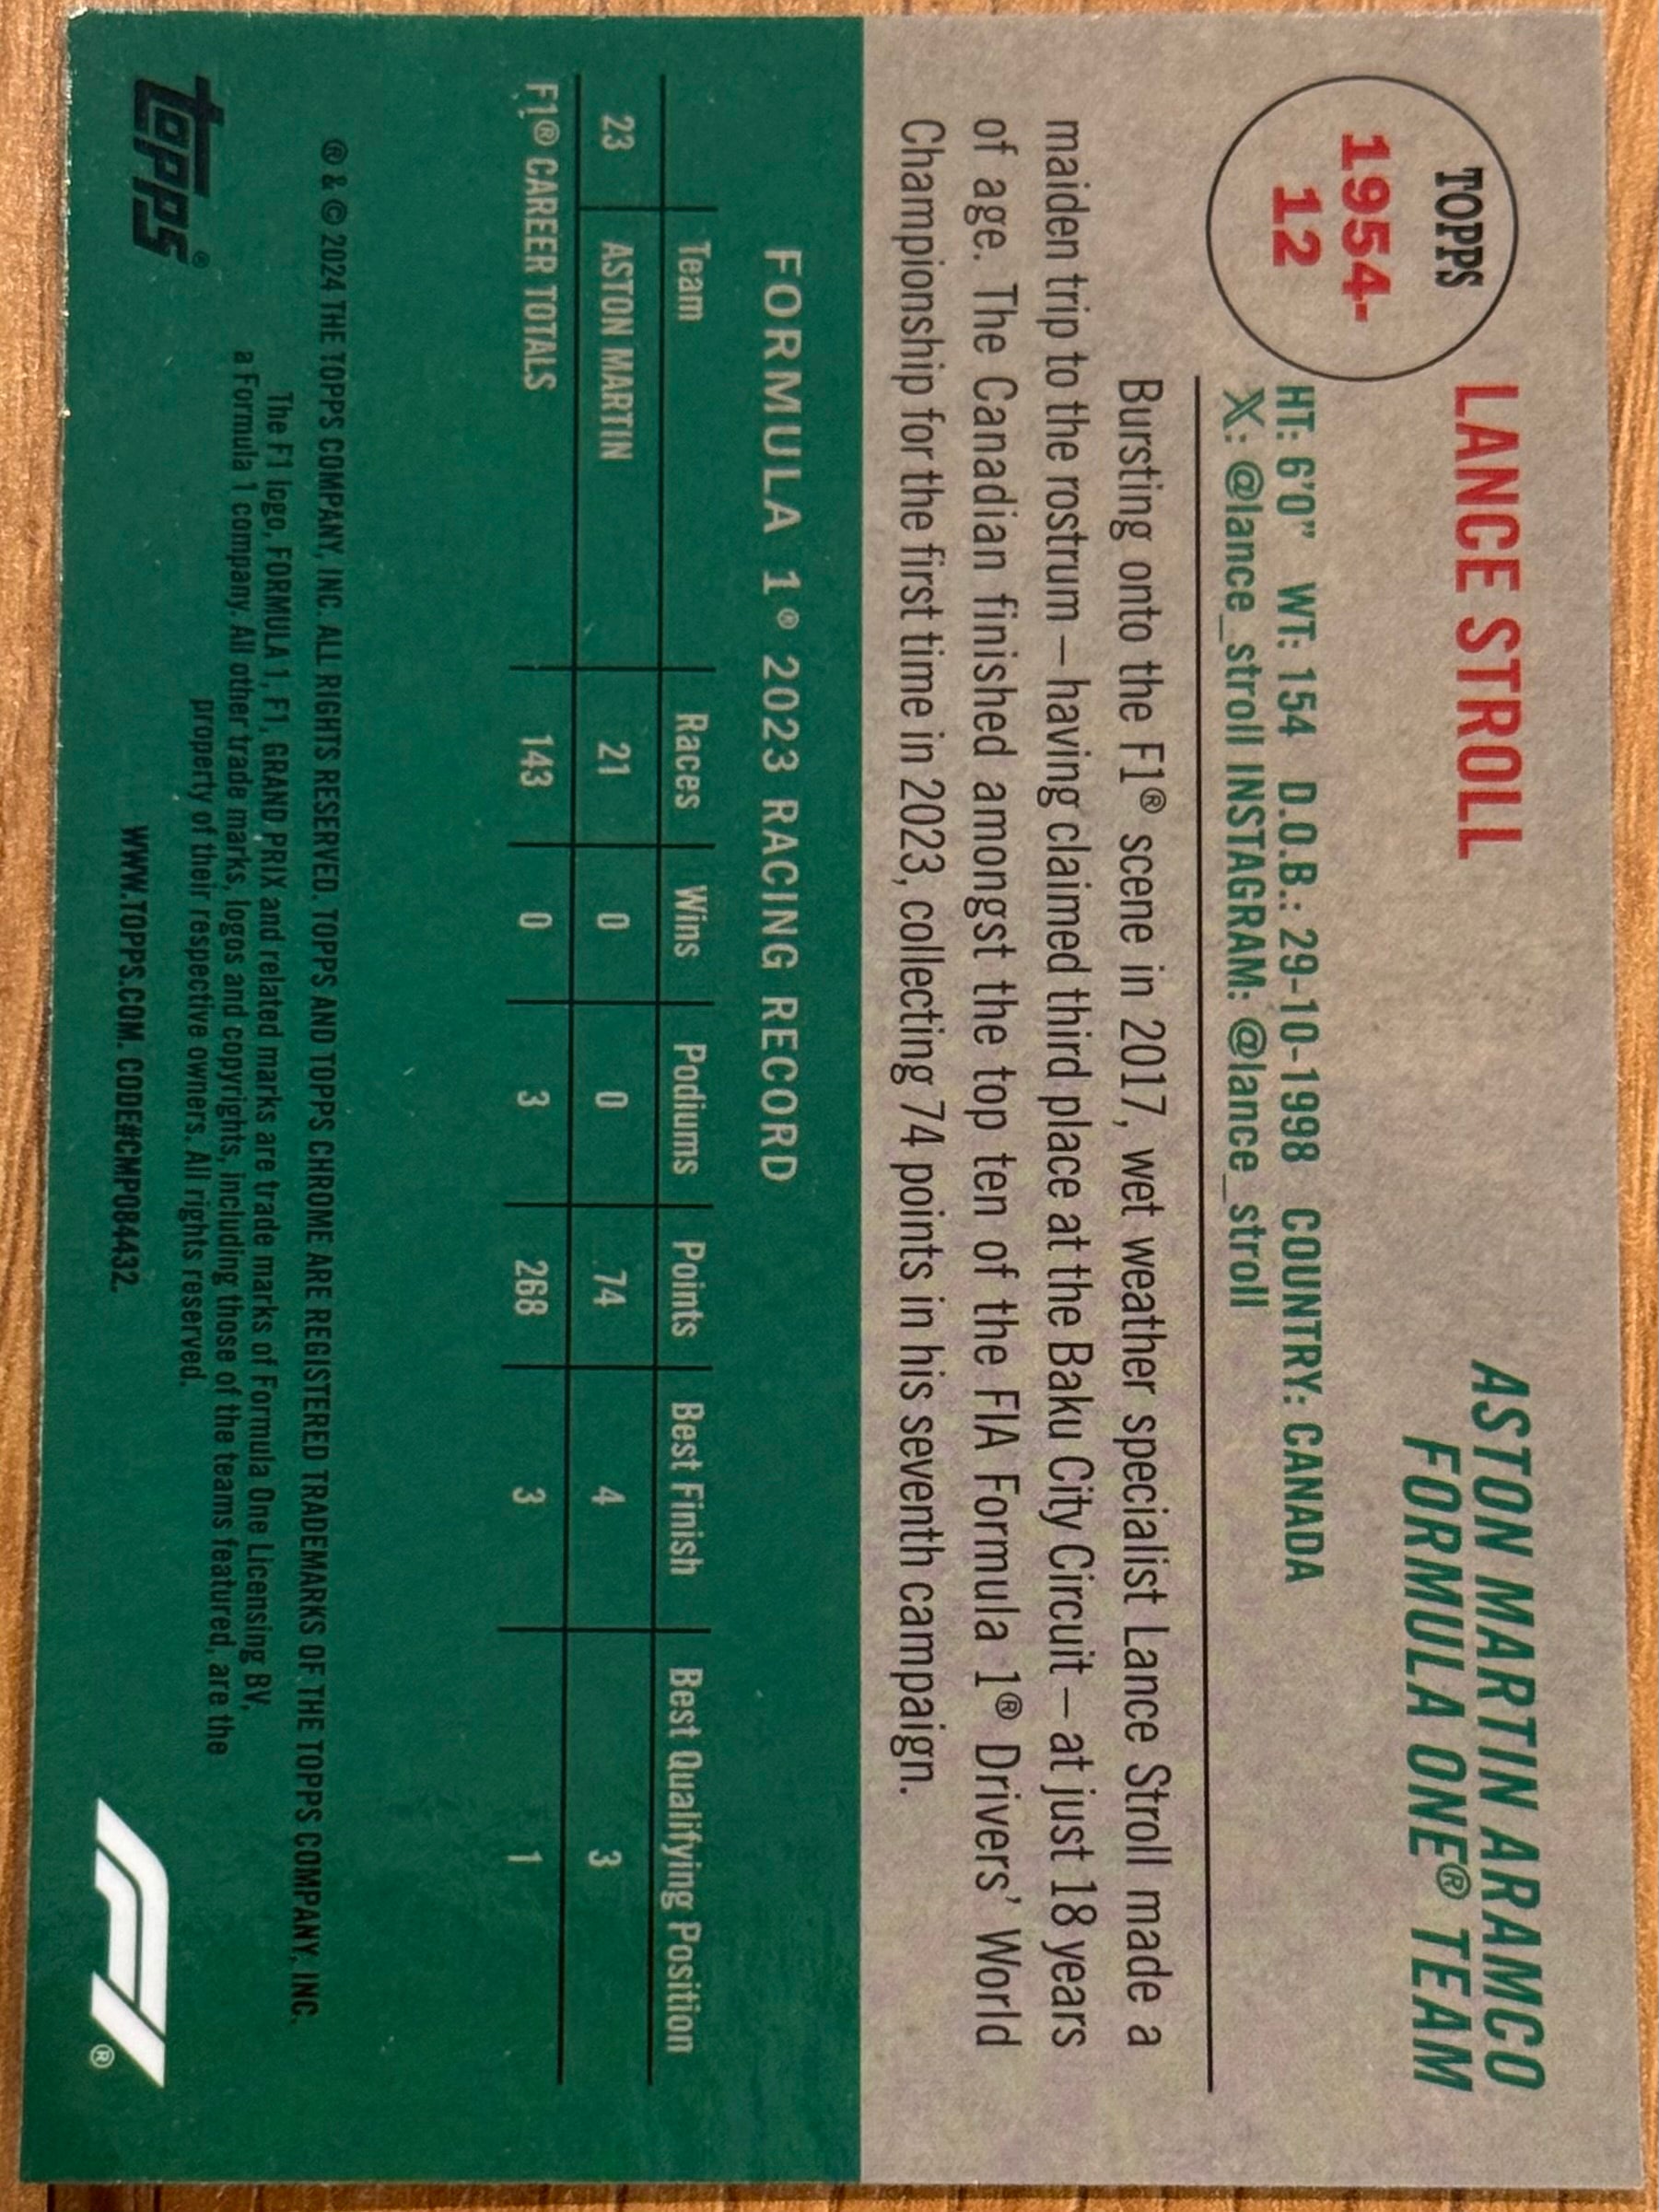 TOPPS
1954-
12
LANCE STROLL
ASTON MARTIN ARAMCO
FORMULA ONE® TEAM
HT: 6'0" WT: 154 D.O.B.: 29-10-1998 COUNTRY: CANADA
X: @lance_stroll INSTAGRAM: @lance_stroll
Bursting onto the F1® scene in 2017, wet weather specialist Lance Stroll made a
maiden trip to the rostrum – having claimed third place at the Baku City Circuit – at just 18 years
of age. The Canadian finished amongst the top ten of the FIA Formula 1® Drivers' World
Championship for the first time in 2023, collecting 74 points in his seventh campaign.
FORMULA 1® 2023 RACING RECORD
Team Races Wins Podiums Points Best Finish Best Qualifying Position
23 ASTON MARTIN 21 0 0 74 4 3
F1® CAREER TOTALS 143 0 3 268 3 1
® & © 2024 THE TOPPS COMPANY, INC. ALL RIGHTS RESERVED. TOPPS AND TOPPS CHROME ARE REGISTERED TRADEMARKS OF THE TOPPS COMPANY, INC.
The F1 logo, FORMULA 1, F1, GRAND PRIX and related marks are trade marks of Formula One Licensing BV,
a Formula 1 company. All other trade marks, logos and copyrights, including those of the teams featured, are the
property of their respective owners. All rights reserved.
WWW.TOPPS.COM. CODE#CMP084432.
topps®
F1®